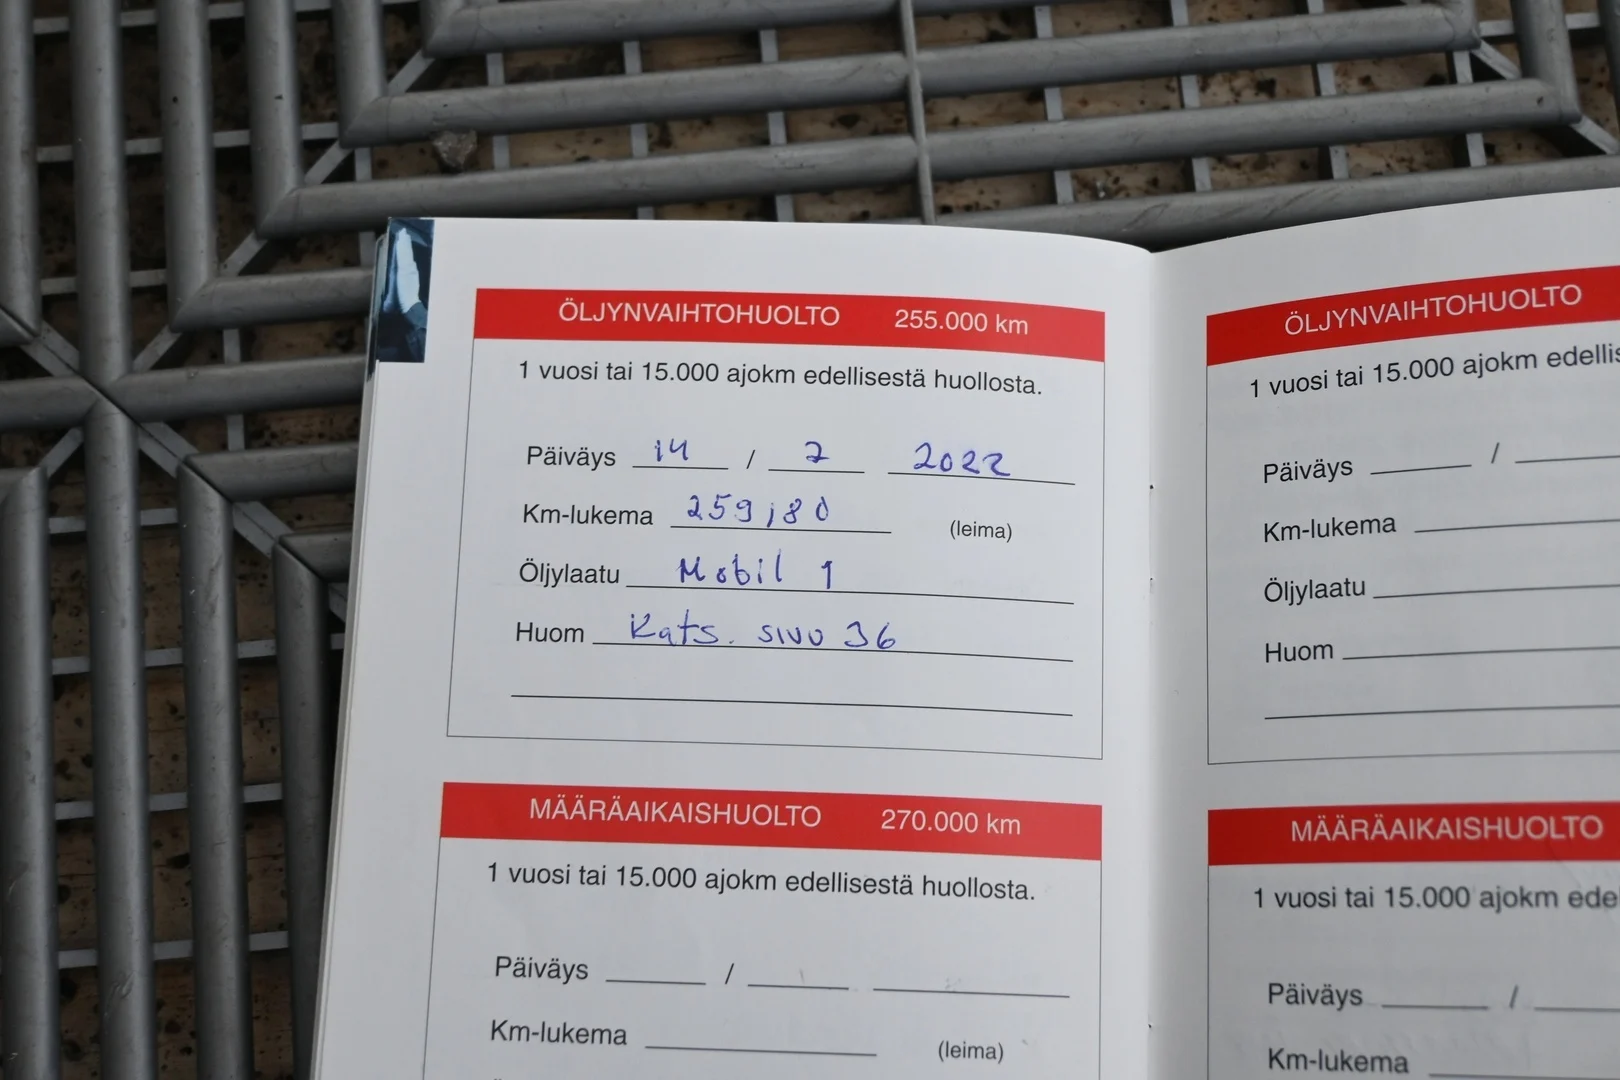 ÖLJYNVAIHTOHUOLTO 255.000 km
1 vuosi tai 15.000 ajokm edellisestä huollosta.
Päiväys 14 / 2 2022
Km-lukema 259180 (leima)
Öljylaatu Mobil 1
Huom Kats. sivu 36
MÄÄRÄAIKAISHUOLTO 270.000 km
1 vuosi tai 15.000 ajokm edellisestä huollosta.
Päiväys /
Km-lukema (leima)
ÖLJYNVAIHTOHUOLTO
1 vuosi tai 15.000 ajokm
Päiväys /
Km-lukema
Öljylaatu
Huom
MÄÄRÄAIKAISHUOLTO
1 vuosi tai 15.000 ajokm
Päiväys /
Km-lukema